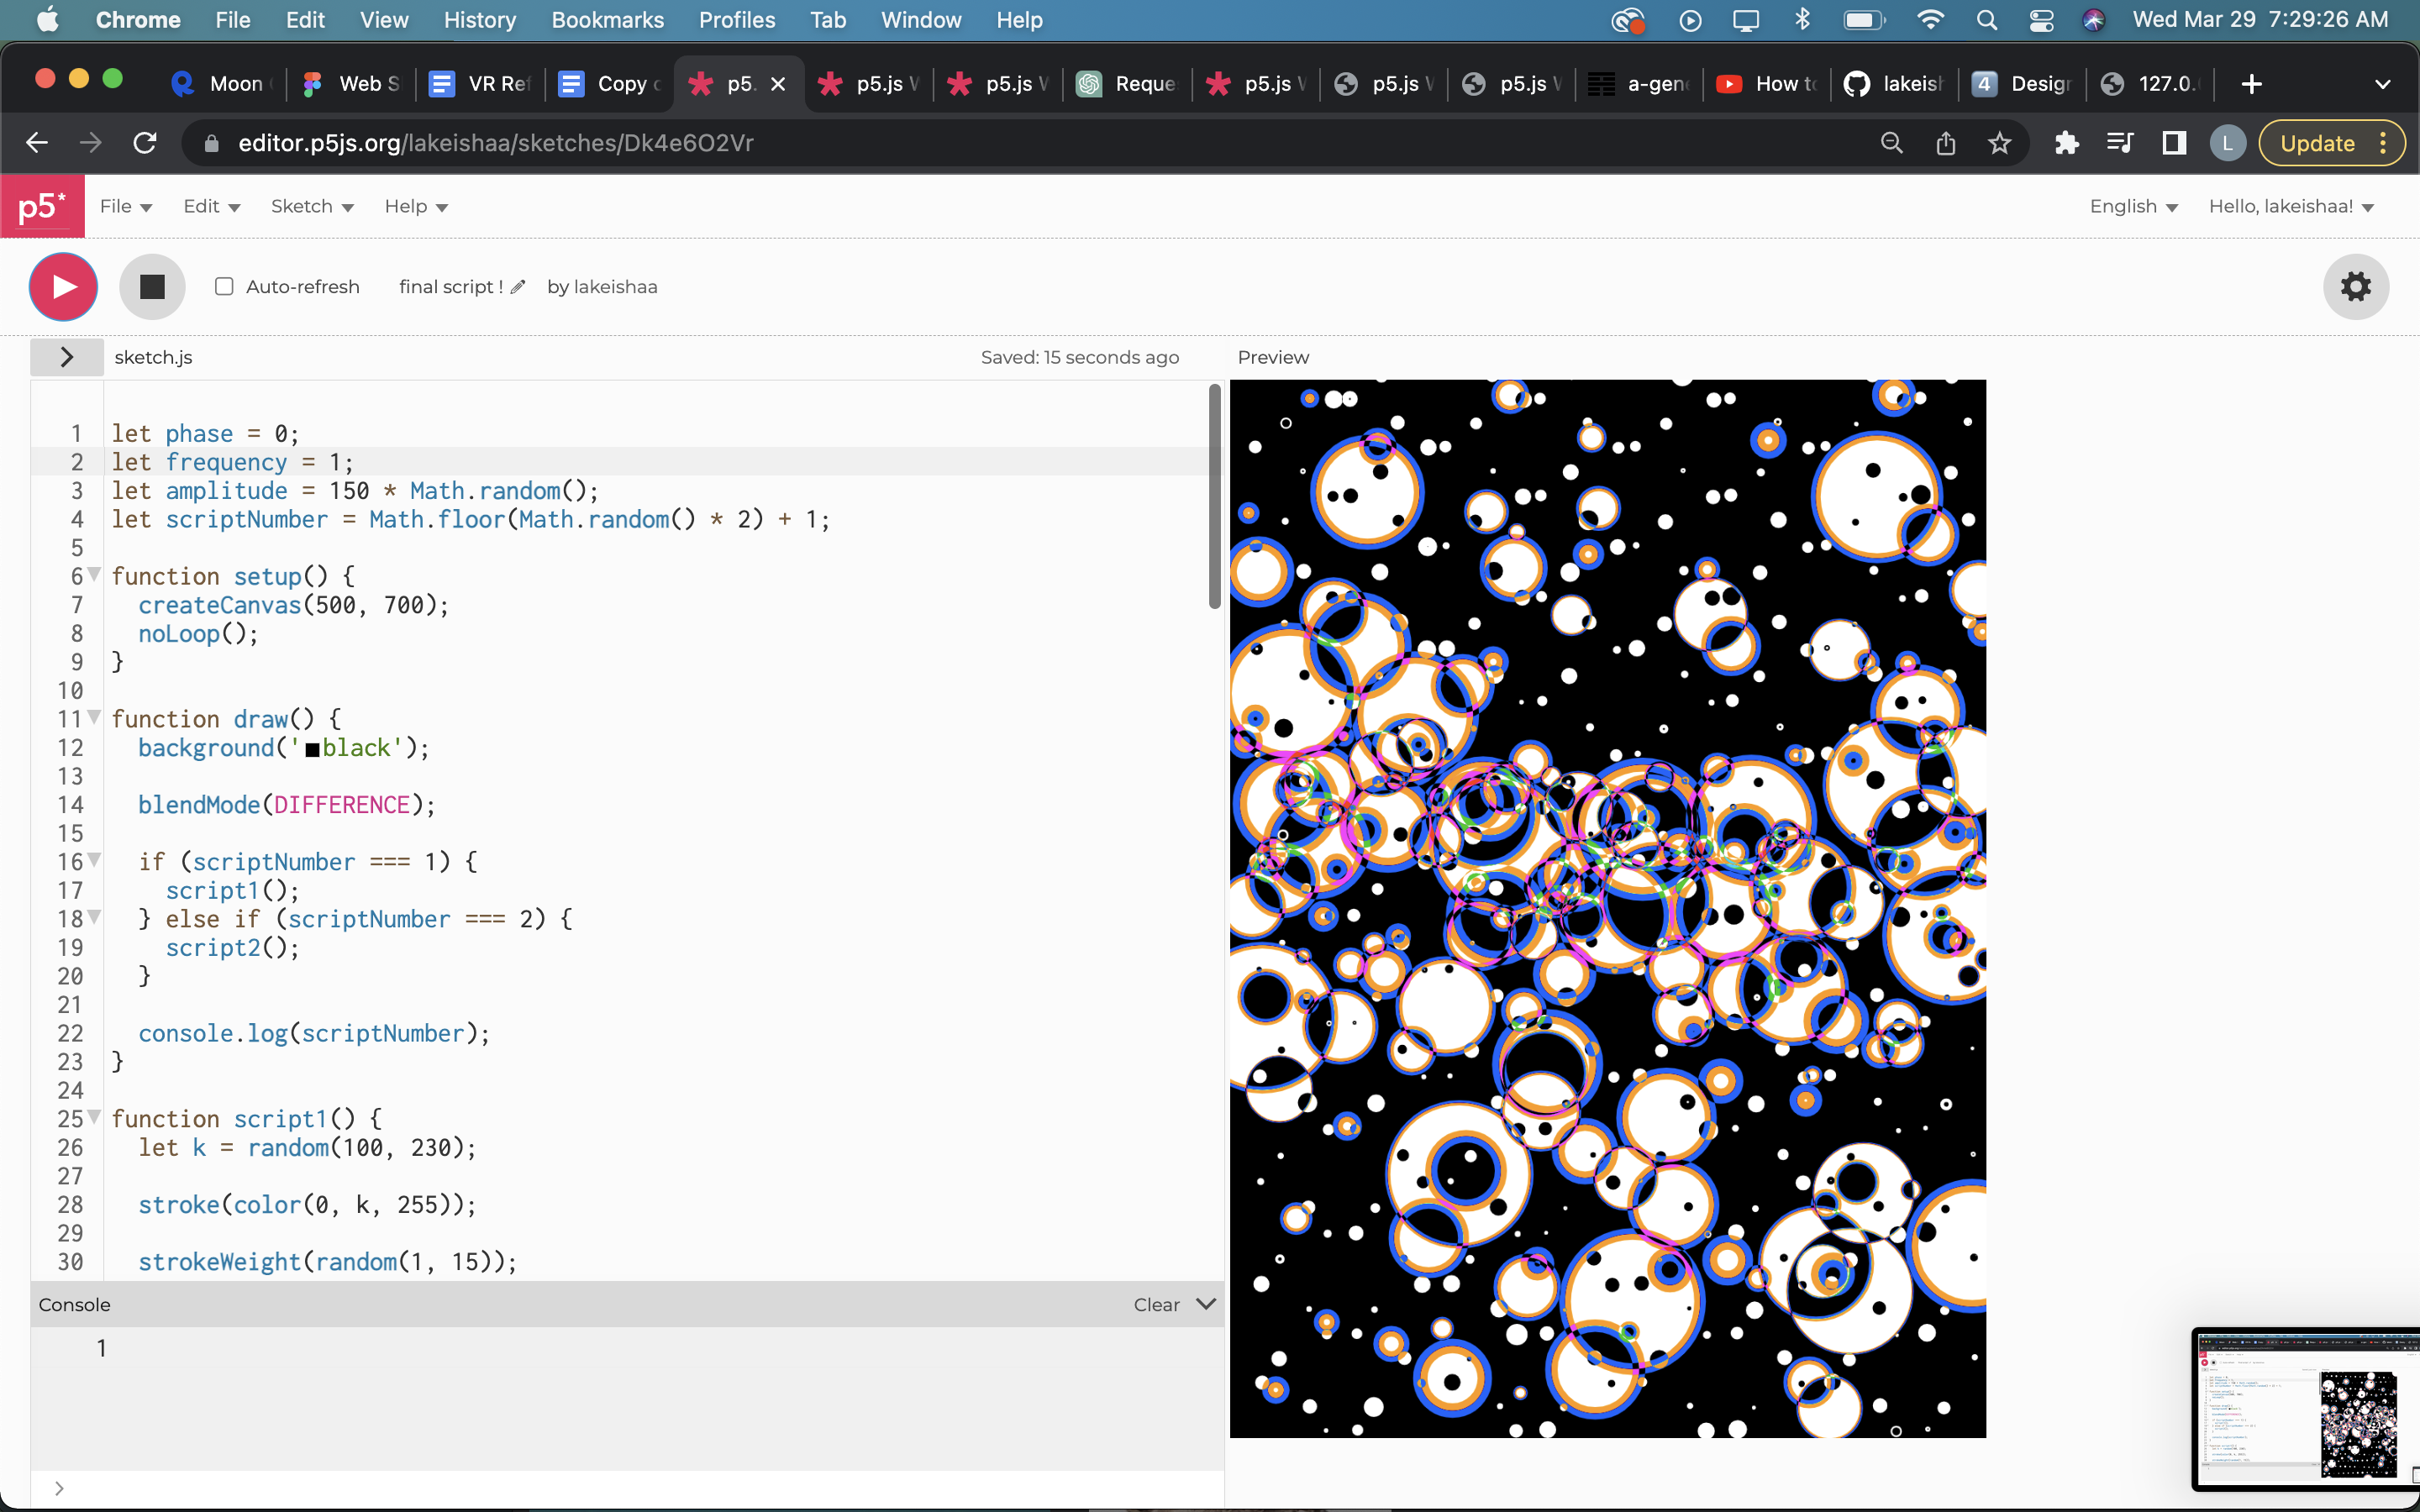 Chrome File Edit View History Bookmarks Profiles Tab Window Help Wed Mar 29 7:29:26 AM
Moon Web S VR Ref Copy p5. p5.js p5.js Reque p5.js p5.js p5.js a-gen How to lakeish 4 Design 127.0.
editor.p5js.org/lakeishaa/sketches/Dk4e6O2Vr L Update
p5* File Edit Sketch Help English Hello, lakeishaa!
Auto-refresh final script ! by lakeishaa
sketch.js Saved: 15 seconds ago Preview
1 let phase = 0;
2 let frequency = 1;
3 let amplitude = 150 * Math.random();
4 let scriptNumber = Math.floor(Math.random() * 2) + 1;
5
6 function setup() {
7 createCanvas(500, 700);
8 noLoop();
9 }
10
11 function draw() {
12 background('black');
13
14 blendMode(DIFFERENCE);
15
16 if (scriptNumber === 1) {
17 script1();
18 } else if (scriptNumber === 2) {
19 script2();
20 }
21
22 console.log(scriptNumber);
23 }
24
25 function script1() {
26 let k = random(100, 230);
27
28 stroke(color(0, k, 255));
29
30 strokeWeight(random(1, 15));
Console Clear
1